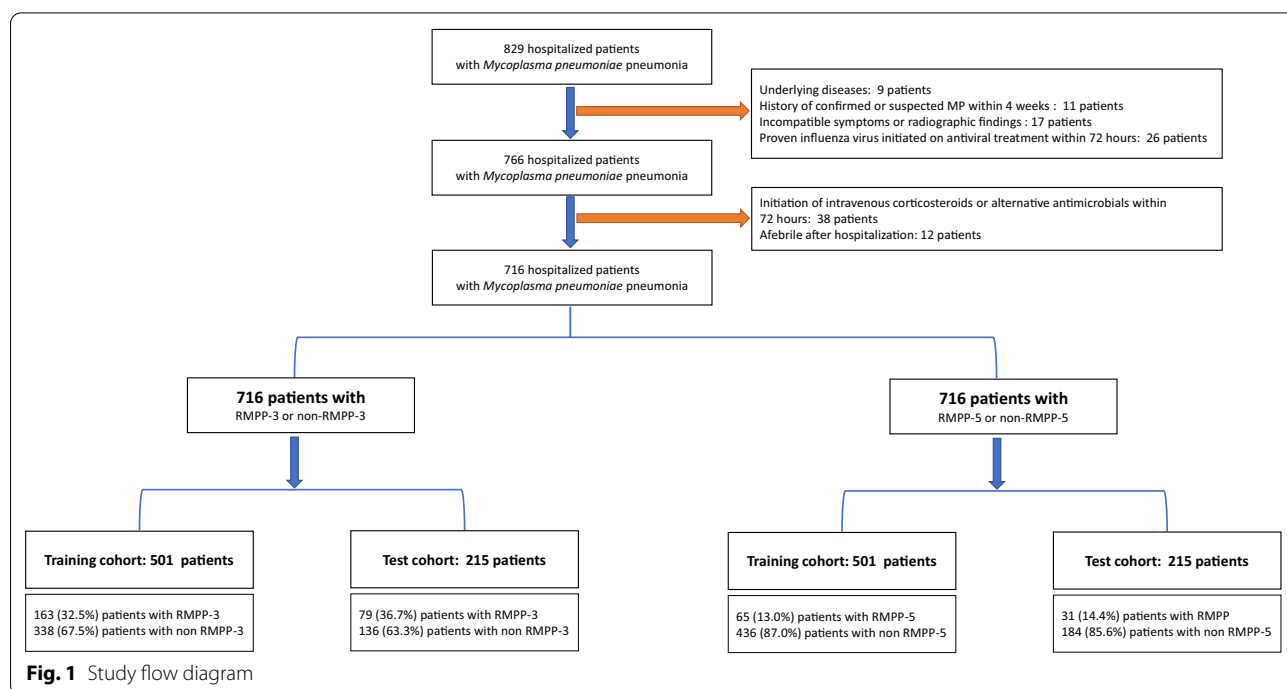 829 hospitalized patients
with Mycoplasma pneumoniae pneumonia
Underlying diseases: 9 patients
History of confirmed or suspected MP within 4 weeks : 11 patients
Incompatible symptoms or radiographic findings : 17 patients
Proven influenza virus initiated on antiviral treatment within 72 hours: 26 patients
766 hospitalized patients
with Mycoplasma pneumoniae pneumonia
Initiation of intravenous corticosteroids or alternative antimicrobials within
72 hours: 38 patients
Afebrile after hospitalization: 12 patients
716 hospitalized patients
with Mycoplasma pneumoniae pneumonia
716 patients with
RMPP-3 or non-RMPP-3
716 patients with
RMPP-5 or non-RMPP-5
Training cohort: 501 patients
Test cohort: 215 patients
Training cohort: 501 patients
Test cohort: 215 patients
163 (32.5%) patients with RMPP-3
338 (67.5%) patients with non RMPP-3
79 (36.7%) patients with RMPP-3
136 (63.3%) patients with non RMPP-3
65 (13.0%) patients with RMPP-5
436 (87.0%) patients with non RMPP-5
31 (14.4%) patients with RMPP
184 (85.6%) patients with non RMPP-5
Fig. 1 Study flow diagram